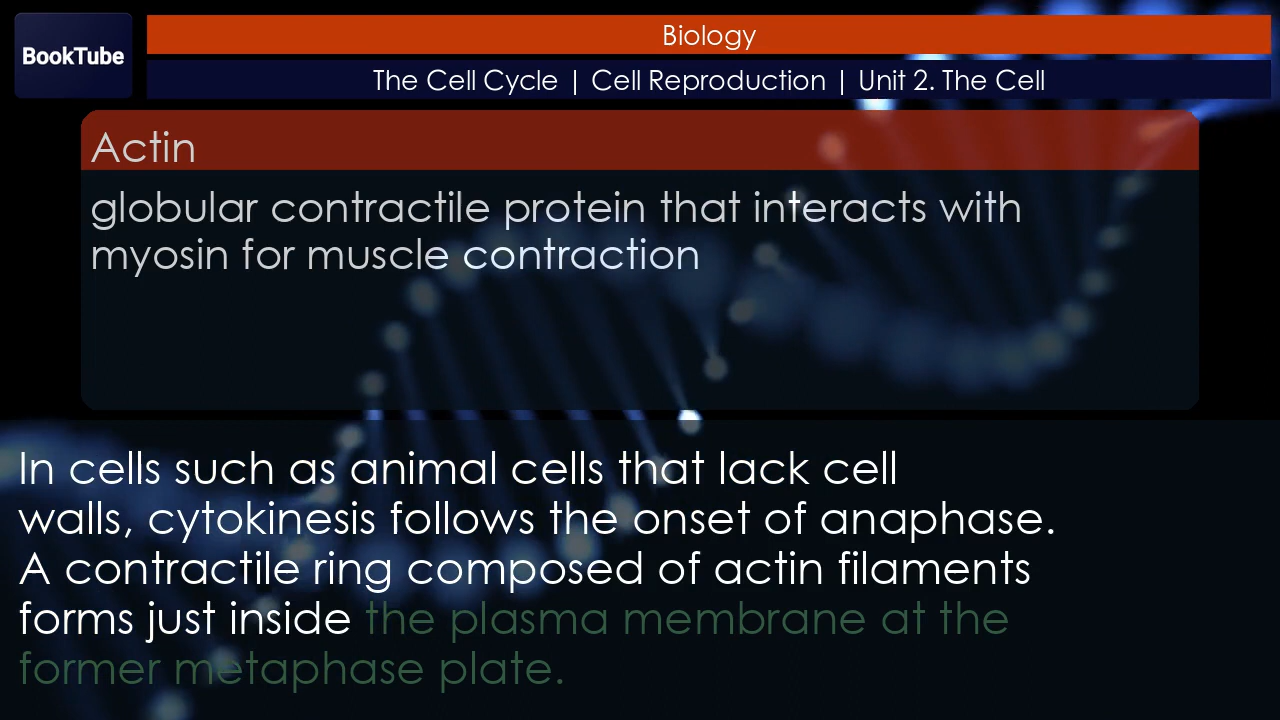 BookTube
Biology
The Cell Cycle | Cell Reproduction | Unit 2. The Cell
Actin
globular contractile protein that interacts with
myosin for muscle contraction
In cells such as animal cells that lack cell
walls, cytokinesis follows the onset of anaphase.
A contractile ring composed of actin filaments
forms just inside the plasma membrane at the
former metaphase plate.